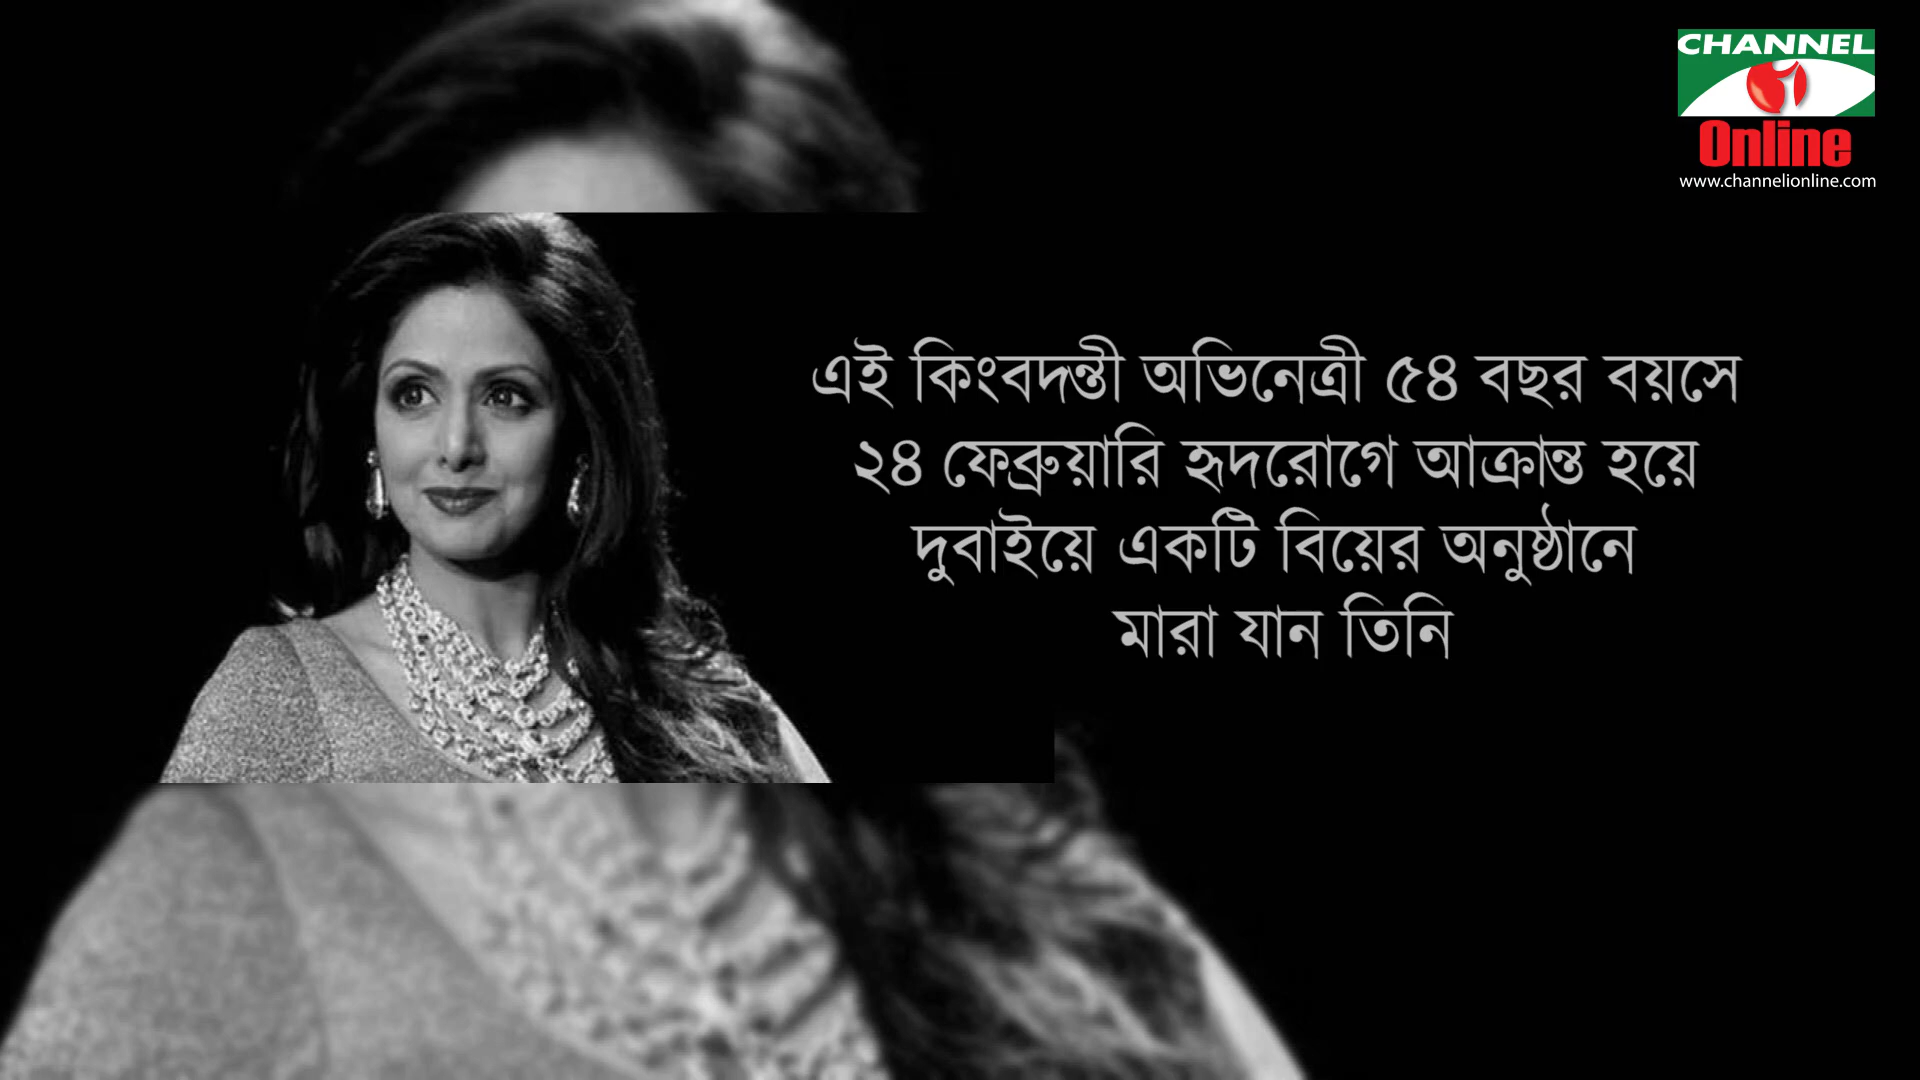 CHANNEL
Online
www.channelionline.com
এই কিংবদন্তী অভিনেত্রী ৫৪ বছর বয়সে
২৪ ফেব্রুয়ারি হৃদরোগে আক্রান্ত হয়ে
দুবাইয়ে একটি বিয়ের অনুষ্ঠানে
মারা যান তিনি